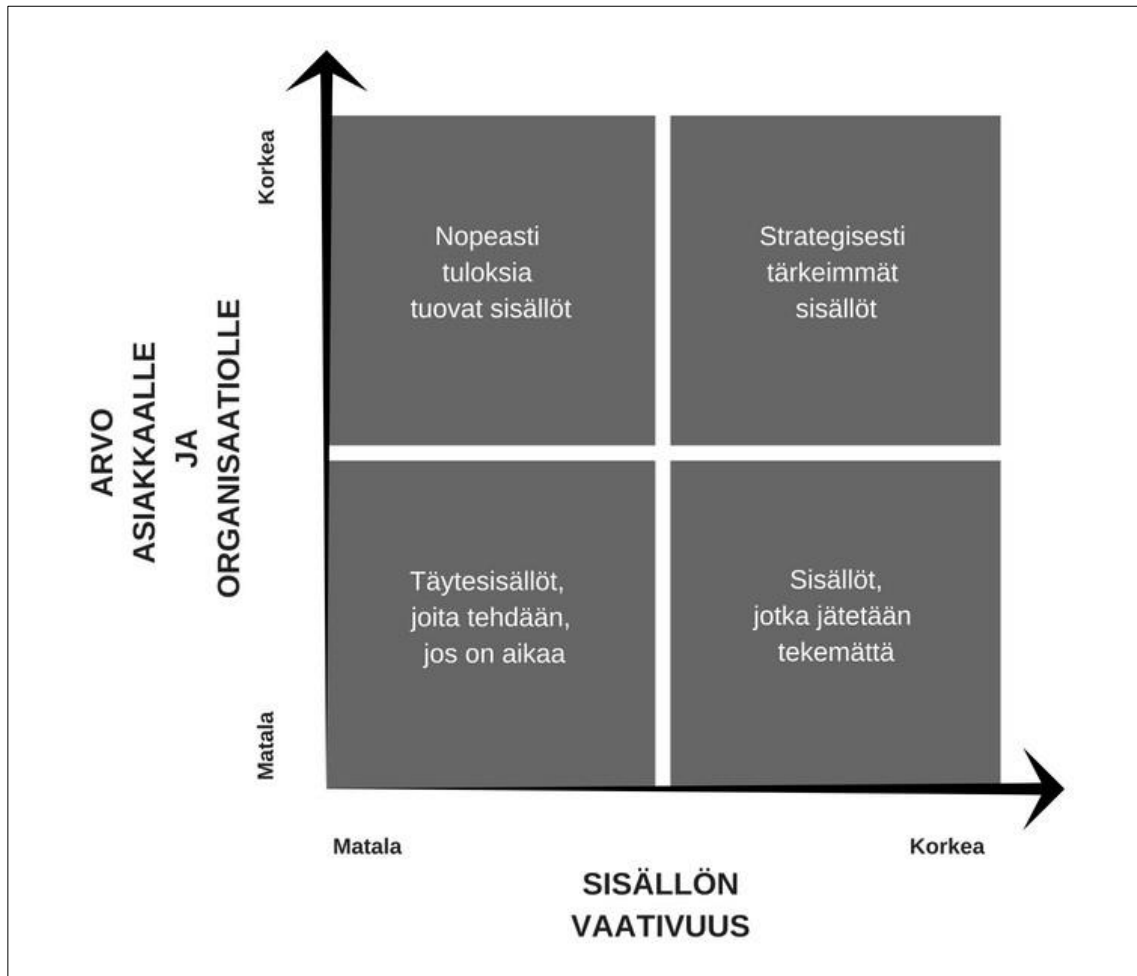 Korkea
Nopeasti
tuloksia
tuovat sisällöt
Strategisesti
tärkeimmät
sisällöt
ARVO
ASIAKKAALLE
JA
ORGANISAATIOLLE
Täytesisällöt,
joita tehdään,
jos on aikaa
Sisällöt,
jotka jätetään
tekemättä
Matala
Matala
Korkea
SISÄLLÖN
VAATIVUUS